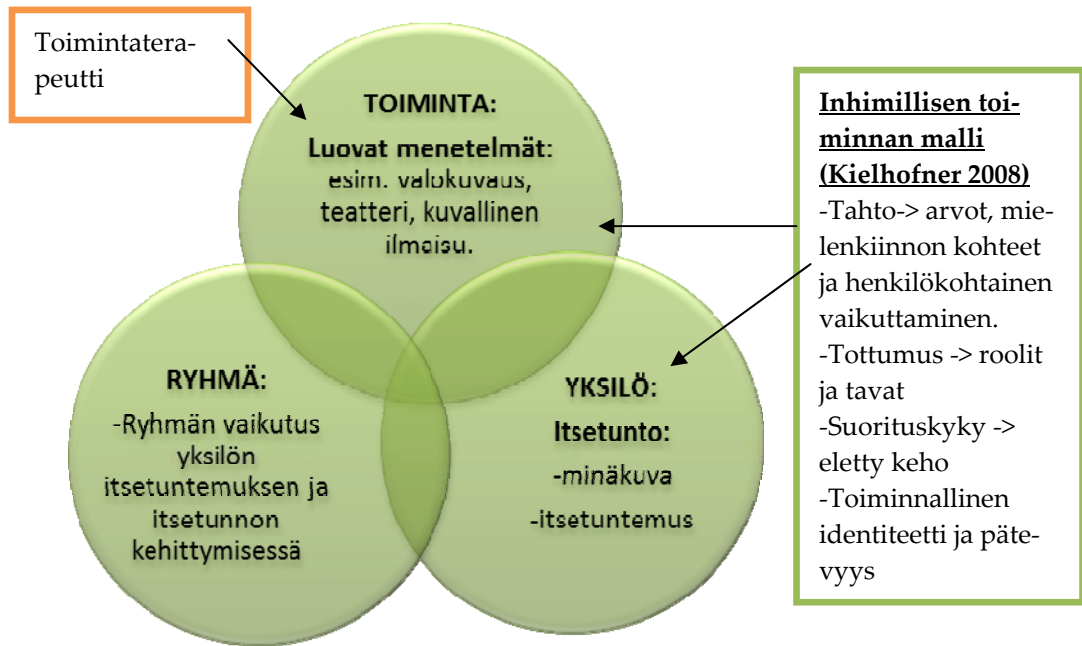 Toimintatera-
peutti
TOIMINTA:
Luovat menetelmät:
esim. valokuvaus,
teatteri, kuvallinen
ilmaisu.
RYHMÄ:
-Ryhmän vaikutus
yksilön
itsetuntemuksen ja
itsetunnon
kehittymisessä
YKSILÖ:
Itsetunto:
-minäkuva
-itsetuntemus
Inhimillisen toi-
minnan malli
(Kielhofner 2008)
-Tahto-> arvot, mie-
lenkiinnon kohteet
ja henkilökohtainen
vaikuttaminen.
-Tottumus -> roolit
ja tavat
-Suorituskyky ->
eletty keho
-Toiminnallinen
identiteetti ja päte-
vyys